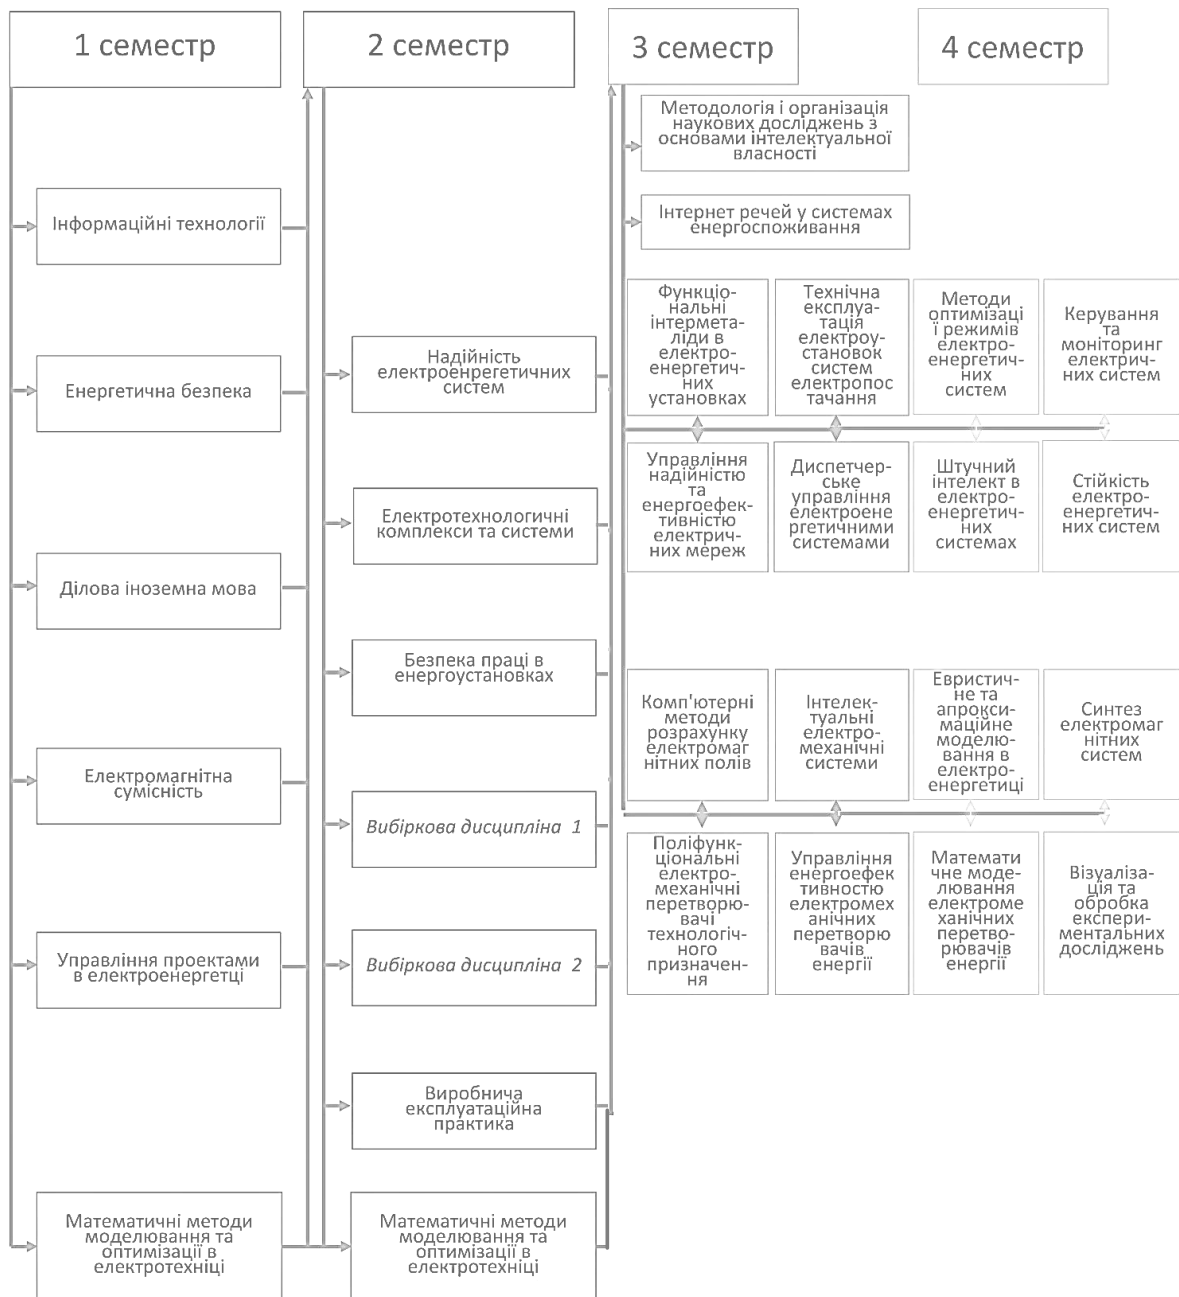 1 семестр
2 семестр
3 семестр
4 семестр
Інформаційні технології
Енергетична безпека
Ділова іноземна мова
Електромагнітна
сумісність
Управління проектами
в електроенергетці
Математичні методи
моделювання та
оптимізації в
електротехніці
Надійність
електроенрегетичних
систем
Електротехнологичні
комплекси та системи
Безпека праці в
енергоустановках
Вибіркова дисципліна 1
Вибіркова дисципліна 2
Виробнича
експлуатаційна
практика
Математичні методи
моделювання та
оптимізації в
електротехніці
Методологія і організація
наукових досліджень з
основами інтелектуальної
власності
Інтернет речей у системах
енергоспоживання
Функціо-
нальні
інтермета-
ліди в
електро-
енергетич-
них
установках
Технічна
експлуа-
тація
електроу-
становок
систем
електропос
тачання
Методи
оптимізаці
ї режимів
електро-
енергетич-
них
систем
Керування
та
моніторинг
електрич-
них систем
Управління
надійністю
та
енергоефек-
тивністю
електрич-
них мереж
Диспетчер-
ське
управління
електроене
ргетичними
системами
Штучний
інтелект в
електро-
енергетич-
них
системах
Стійкість
електро-
енергетич-
них систем
Комп'ютерні
методи
розрахунку
електромаг
нітних полів
Інтелек-
туальні
електро-
механічні
системи
Евристич-
не та
апрокси-
маційне
моделю-
вання в
електро-
енергетиці
Синтез
електромаг
нітних
систем
Поліфунк-
ціональні
електро-
механічні
перетворю-
вачі
технологіч-
ного
призначен-
ня
Управління
енергоефек
тивностю
електромех
анічних
перетворю
вачів
енергії
Математи
чне моде-
лювання
електроме
ханічних
перетво-
рювачів
енергії
Візуаліза-
ція та
обробка
експери-
ментальних
досліджень